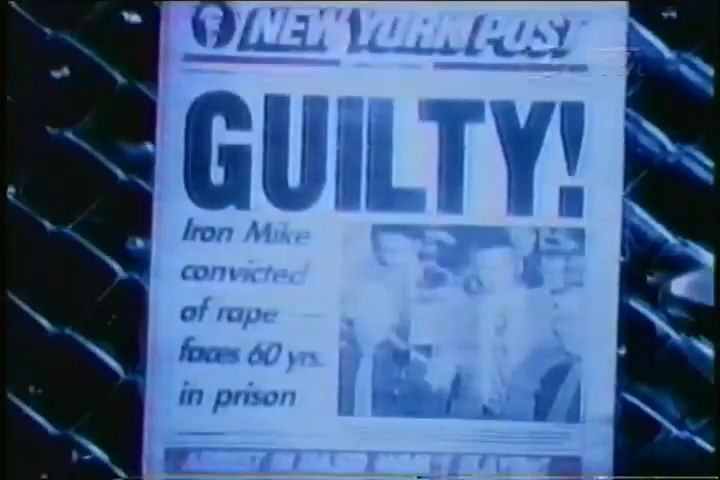 NEW YORK POST
GUILTY!
Iron Mike
convicted
of rape —
faces 60 yrs.
in prison